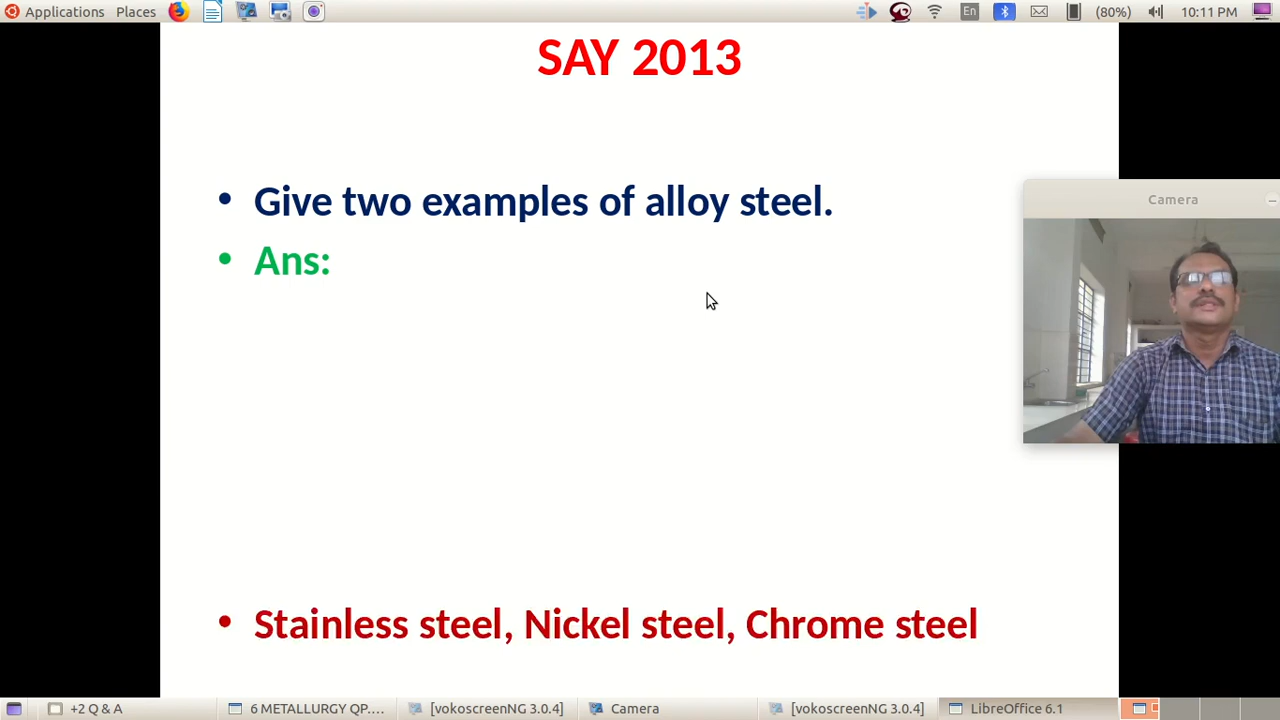 Applications Places En (80%) 10:11 PM
SAY 2013
• Give two examples of alloy steel.
• Ans:
Camera
• Stainless steel, Nickel steel, Chrome steel
+2 Q & A 6 METALLURGY QP.... [vokoscreenNG 3.0.4] Camera [vokoscreenNG 3.0.4] LibreOffice 6.1